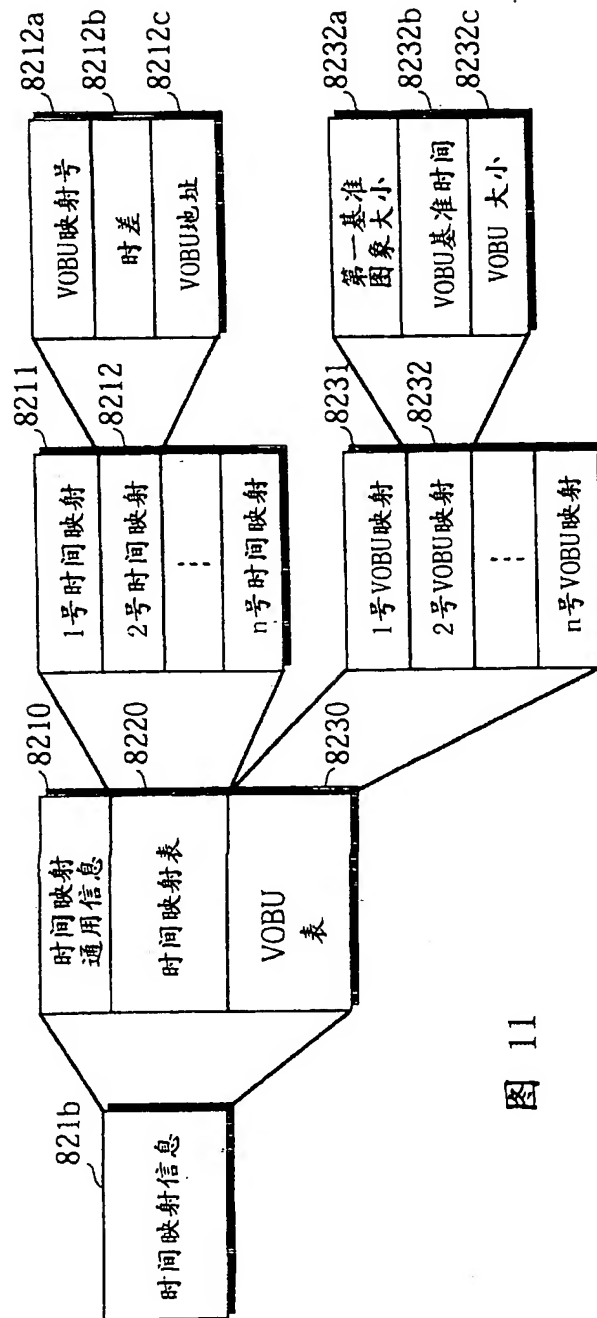 821b
时间映射信息
8210
8220
8230
时间映射
通用信息
时间映射表
VOBU
表
8211
8212
1号时间映射
2号时间映射
n号时间映射
8212a
8212b
8212c
VOBU映射号
时差
VOBU地址
8231
8232
1号VOBU映射
2号VOBU映射
n号VOBU映射
8232a
8232b
8232c
第一基准
图象大小
VOBU基准时间
VOBU 大小
图 11